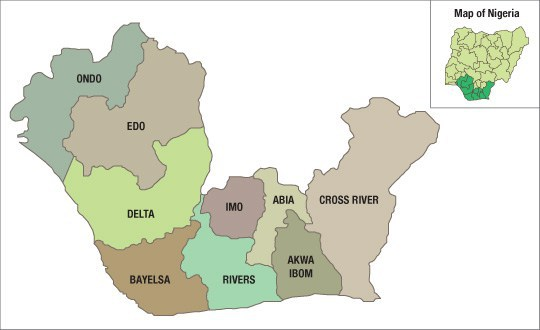 Map of Nigeria
ONDO
EDO
DELTA
IMO
ABIA
CROSS RIVER
BAYELSA
RIVERS
AKWA
IBOM